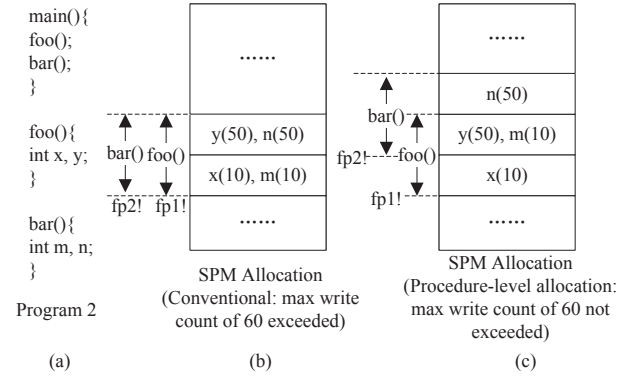 main(){
foo();
bar();
}
foo(){
int x, y;
}
bar(){
int m, n;
}
Program 2
(a)
......
bar()
foo()
y(50), n(50)
x(10), m(10)
fp2!
fp1!
......
SPM Allocation
(Conventional: max write
count of 60 exceeded)
(b)
......
n(50)
bar()
y(50), m(10)
fp2!
foo()
x(10)
fp1!
......
SPM Allocation
(Procedure-level allocation:
max write count of 60 not
exceeded)
(c)